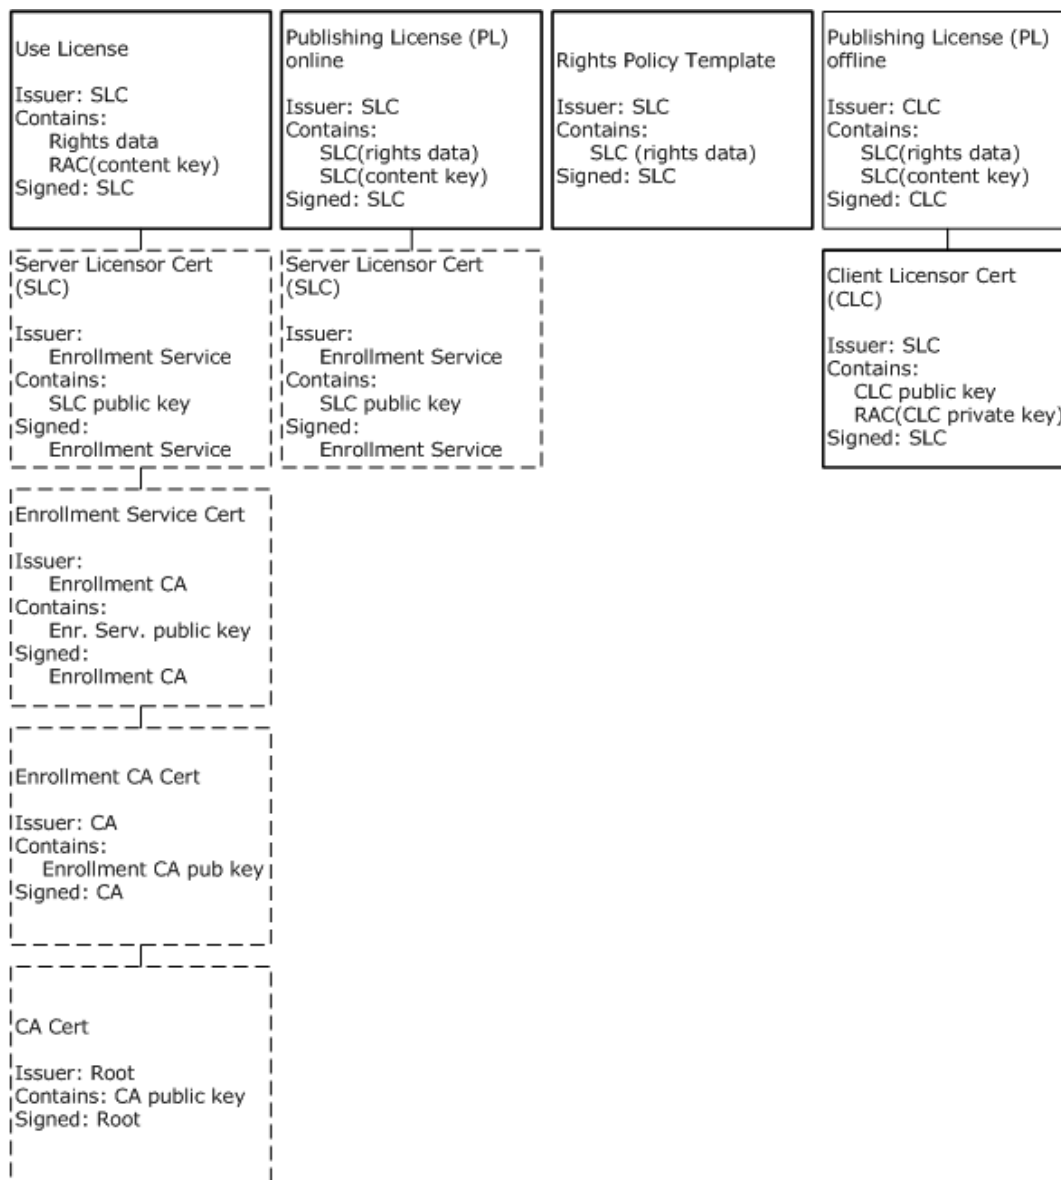 Use License
Issuer: SLC
Contains:
Rights data
RAC(content key)
Signed: SLC
Publishing License (PL)
online
Issuer: SLC
Contains:
SLC(rights data)
SLC(content key)
Signed: SLC
Rights Policy Template
Issuer: SLC
Contains:
SLC (rights data)
Signed: SLC
Publishing License (PL)
offline
Issuer: CLC
Contains:
SLC(rights data)
SLC(content key)
Signed: CLC
Server Licensor Cert
(SLC)
Issuer:
Enrollment Service
Contains:
SLC public key
Signed:
Enrollment Service
Server Licensor Cert
(SLC)
Issuer:
Enrollment Service
Contains:
SLC public key
Signed:
Enrollment Service
Client Licensor Cert
(CLC)
Issuer: SLC
Contains:
CLC public key
RAC(CLC private key)
Signed: SLC
Enrollment Service Cert
Issuer:
Enrollment CA
Contains:
Enr. Serv. public key
Signed:
Enrollment CA
Enrollment CA Cert
Issuer: CA
Contains:
Enrollment CA pub key
Signed: CA
CA Cert
Issuer: Root
Contains: CA public key
Signed: Root